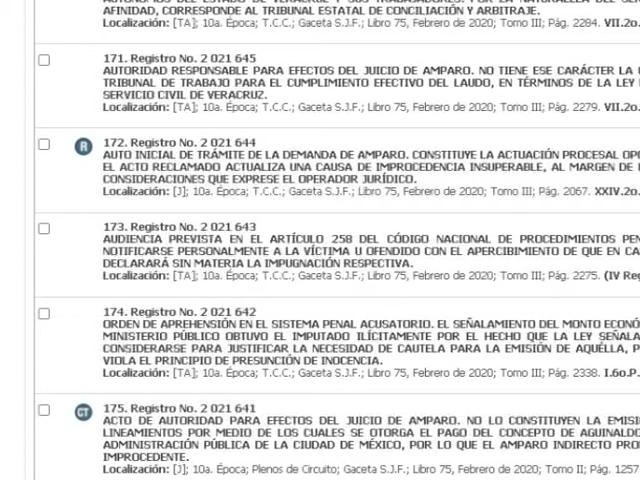 AFINIDAD, CORRESPONDE AL TRIBUNAL ESTATAL DE CONCILIACIÓN Y ARBITRAJE.
Localización: [TA]; 10a. Época; T.C.C.; Gaceta S.J.F.; Libro 75, Febrero de 2020; Tomo III; Pág. 2284. VII.2o.
171. Registro No. 2 021 645
AUTORIDAD RESPONSABLE PARA EFECTOS DEL JUICIO DE AMPARO. NO TIENE ESE CARÁCTER LA
TRIBUNAL DE TRABAJO PARA EL CUMPLIMIENTO EFECTIVO DEL LAUDO, EN TÉRMINOS DE LA LEY
SERVICIO CIVIL DE VERACRUZ.
Localización: [TA]; 10a. Época; T.C.C.; Gaceta S.J.F.; Libro 75, Febrero de 2020; Tomo III; Pág. 2279. VII.2o.
R 172. Registro No. 2 021 644
AUTO INICIAL DE TRÁMITE DE LA DEMANDA DE AMPARO. CONSTITUYE LA ACTUACIÓN PROCESAL OPO
EL ACTO RECLAMADO ACTUALIZA UNA CAUSA DE IMPROCEDENCIA INSUPERABLE, AL MARGEN DE
CONSIDERACIONES QUE EXPRESE EL OPERADOR JURÍDICO.
Localización: [J]; 10a. Época; T.C.C.; Gaceta S.J.F.; Libro 75, Febrero de 2020; Tomo III; Pág. 2067. XXIV.2o.
173. Registro No. 2 021 643
AUDIENCIA PREVISTA EN EL ARTÍCULO 258 DEL CÓDIGO NACIONAL DE PROCEDIMIENTOS PEN
NOTIFICARSE PERSONALMENTE A LA VÍCTIMA U OFENDIDO CON EL APERCIBIMIENTO DE QUE EN CA
DECLARARÁ SIN MATERIA LA IMPUGNACIÓN RESPECTIVA.
Localización: [TA]; 10a. Época; T.C.C.; Gaceta S.J.F.; Libro 75, Febrero de 2020; Tomo III; Pág. 2275. (IV Reg
174. Registro No. 2 021 642
ORDEN DE APREHENSIÓN EN EL SISTEMA PENAL ACUSATORIO. EL SEÑALAMIENTO DEL MONTO ECONÓ
MINISTERIO PÚBLICO OBTUVO EL IMPUTADO ILÍCITAMENTE POR EL HECHO QUE LA LEY SEÑALA
CONSIDERARSE PARA JUSTIFICAR LA NECESIDAD DE CAUTELA PARA LA EMISIÓN DE AQUÉLLA, P
VIOLA EL PRINCIPIO DE PRESUNCIÓN DE INOCENCIA.
Localización: [TA]; 10a. Época; T.C.C.; Gaceta S.J.F.; Libro 75, Febrero de 2020; Tomo III; Pág. 2338. I.6o.P.
CT 175. Registro No. 2 021 641
ACTO DE AUTORIDAD PARA EFECTOS DEL JUICIO DE AMPARO. NO LO CONSTITUYEN LA EMISI
LINEAMIENTOS POR MEDIO DE LOS CUALES SE OTORGA EL PAGO DEL CONCEPTO DE AGUINALDO
ADMINISTRACIÓN PÚBLICA DE LA CIUDAD DE MÉXICO, POR LO QUE EL AMPARO INDIRECTO PRO
IMPROCEDENTE.
Localización: [J]; 10a. Época; Plenos de Circuito; Gaceta S.J.F.; Libro 75, Febrero de 2020; Tomo II; Pág. 1257